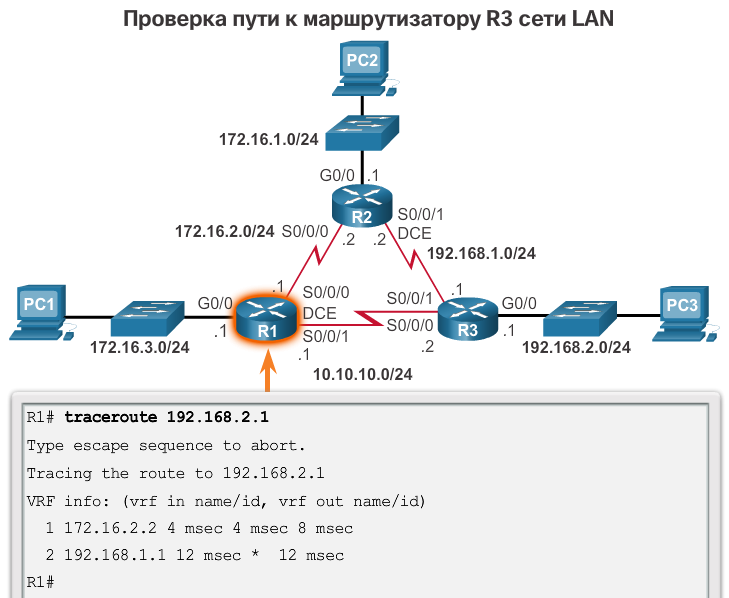 Проверка пути к маршрутизатору R3 сети LAN
PC2
172.16.1.0/24
G0/0 .1
R2
172.16.2.0/24 S0/0/0 .2
.2 S0/0/1
DCE
192.168.1.0/24
PC1
172.16.3.0/24
G0/0
.1
R1
.1
S0/0/0
DCE
S0/0/1
.1
10.10.10.0/24
S0/0/1
S0/0/0
.1
.2
R3
G0/0
.1
192.168.2.0/24
PC3
R1# traceroute 192.168.2.1
Type escape sequence to abort.
Tracing the route to 192.168.2.1
VRF info: (vrf in name/id, vrf out name/id)
1 172.16.2.2 4 msec 4 msec 8 msec
2 192.168.1.1 12 msec * 12 msec
R1#